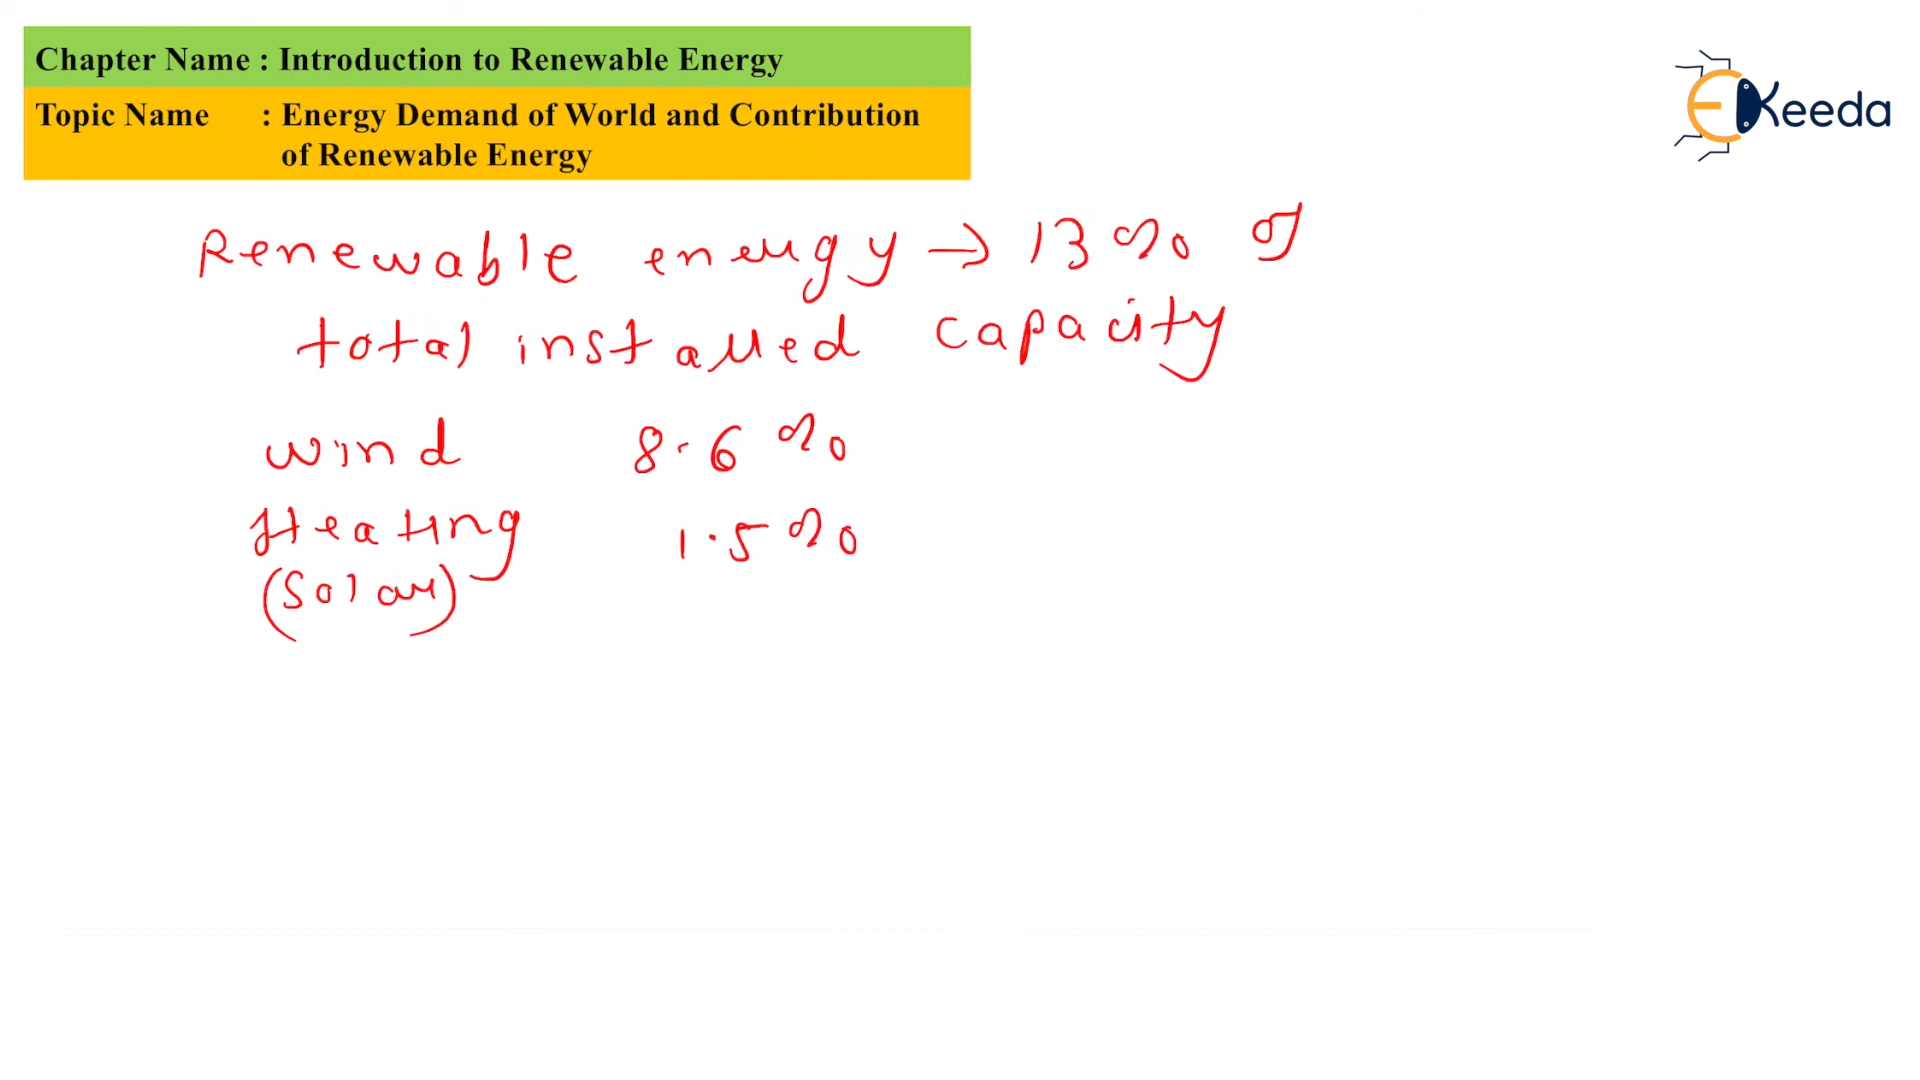 Chapter Name : Introduction to Renewable Energy
Topic Name : Energy Demand of World and Contribution
of Renewable Energy
EKeeda
Renewable energy → 13% of
total installed capacity
wind 8.6%
Heating 1.5%
(Solar)